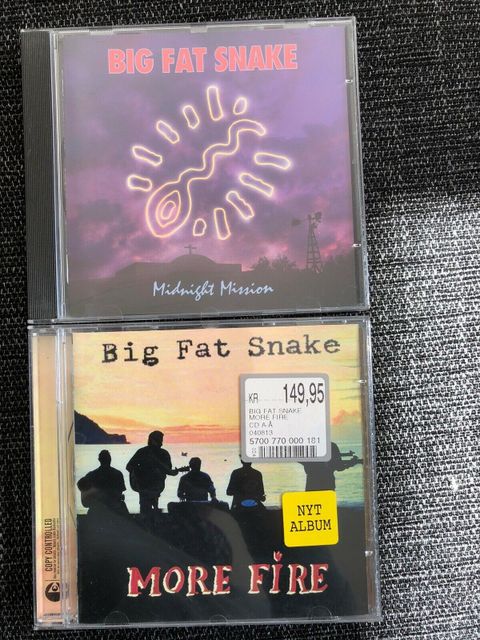 BIG FAT SNAKE
Midnight Mission
Big Fat Snake
KR 149,95
BIG FAT SNAKE
MORE FIRE
CD A-Å
040813
5700 770 000 181
NYT
ALBUM
COPY CONTROLLED
MORE FIRE